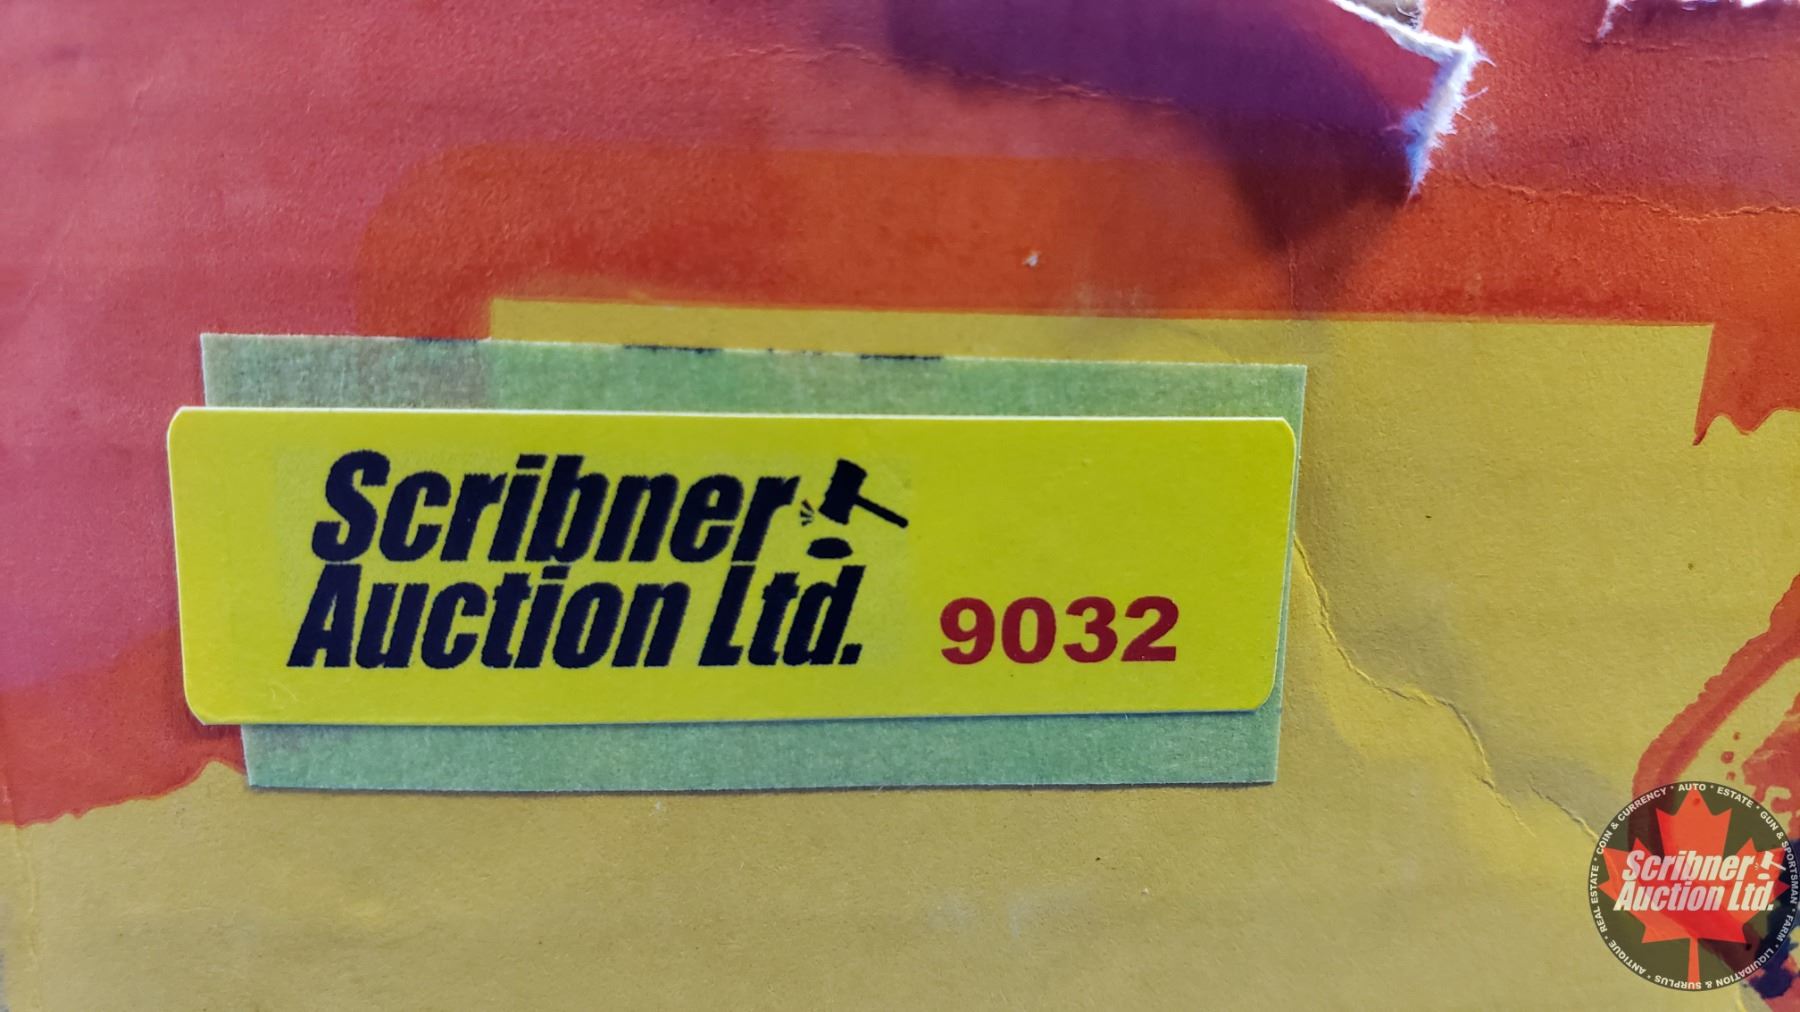 Scribner
Auction Ltd.
9032
COIN & CURRENCY * AUTO * ESTATE * GUN & SPORTSMAN * FARM * LIQUIDATION & SURPLUS * ANTIQUE * REAL ESTATE *
Scribner
Auction Ltd.